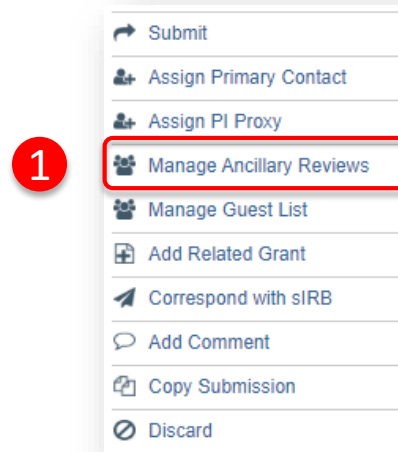 Submit
Assign Primary Contact
Assign PI Proxy
1
Manage Ancillary Reviews
Manage Guest List
Add Related Grant
Correspond with sIRB
Add Comment
Copy Submission
Discard